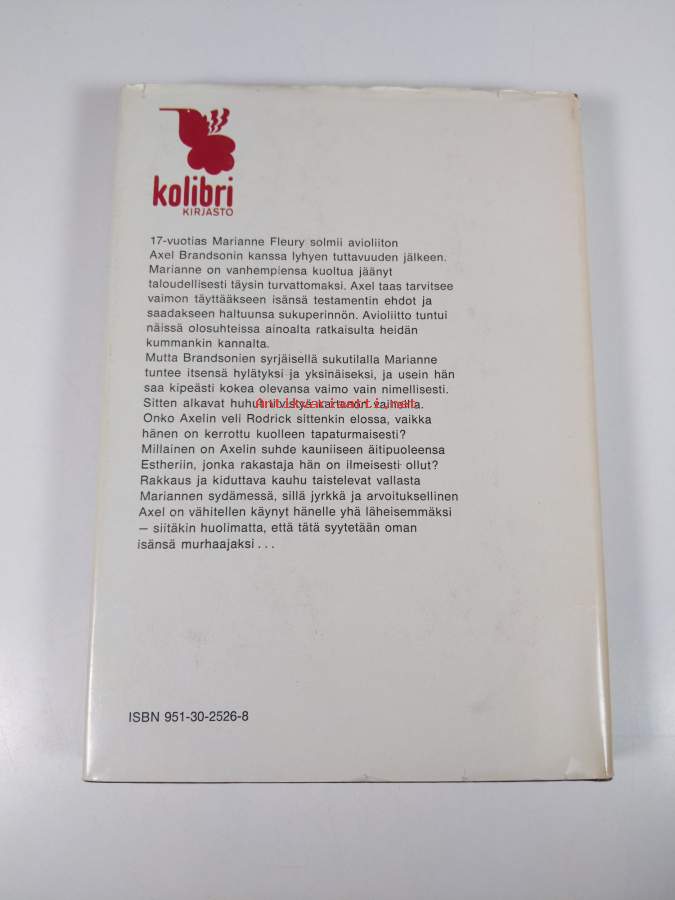 kolibri
KIRJASTO
17-vuotias Marianne Fleury solmii avioliiton
Axel Brandsonin kanssa lyhyen tuttavuuden jälkeen.
Marianne on vanhempiensa kuoltua jäänyt
taloudellisesti täysin turvattomaksi. Axel taas tarvitsee
vaimon täyttääkseen isänsä testamentin ehdot ja
saadakseen haltuunsa sukuperinnön. Avioliitto tuntui
näissä olosuhteissa ainoalta ratkaisulta heidän
kummankin kannalta.
Mutta Brandsonien syrjäisellä sukutilalla Marianne
tuntee itsensä hylätyksi ja yksinäiseksi, ja usein hän
saa kipeästi kokea olevansa vaimo vain nimellisesti.
Sitten alkavat huhut
Antikvariaatti.net
Onko Axelin veli Rodrick sittenkin elossa, vaikka
hänen on kerrottu kuolleen tapaturmaisesti?
Millainen on Axelin suhde kauniiseen äitipuoleensa
Estheriin, jonka rakastaja hän on ilmeisesti ollut?
Rakkaus ja kiduttava kauhu taistelevat vallasta
Mariannen sydämessä, sillä jyrkkä ja arvoituksellinen
Axel on vähitellen käynyt hänelle yhä läheisemmäksi
— siitäkin huolimatta, että tätä syytetään oman
isänsä murhaajaksi...
ISBN 951-30-2526-8